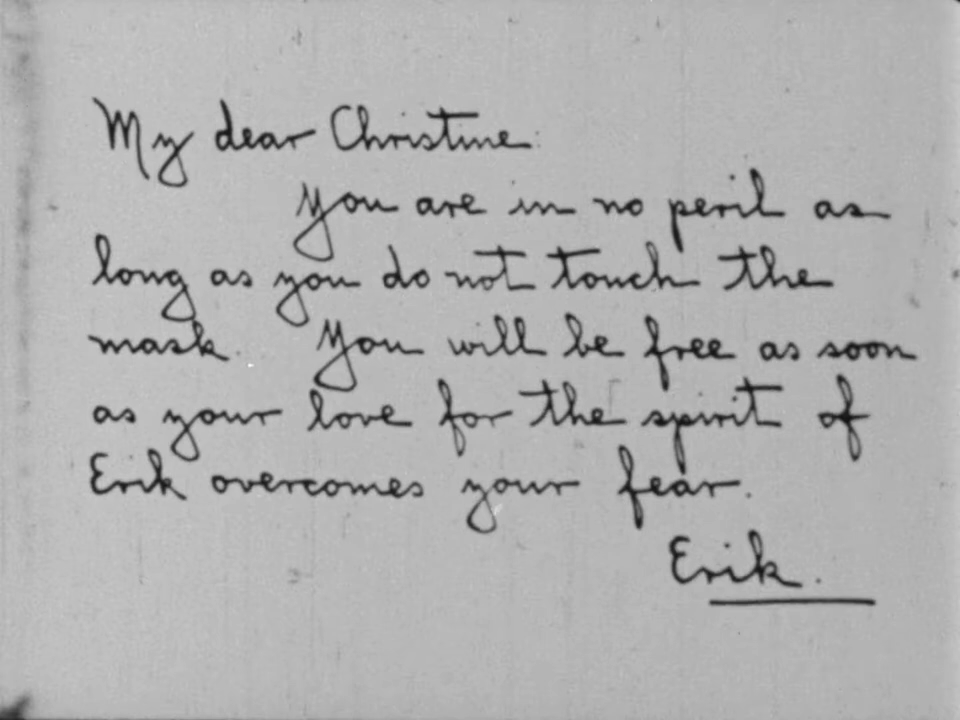 My dear Christine:
You are in no peril as
long as you do not touch the
mask. You will be free as soon
as your love for the spirit of
Erik overcomes your fear.
Erik.